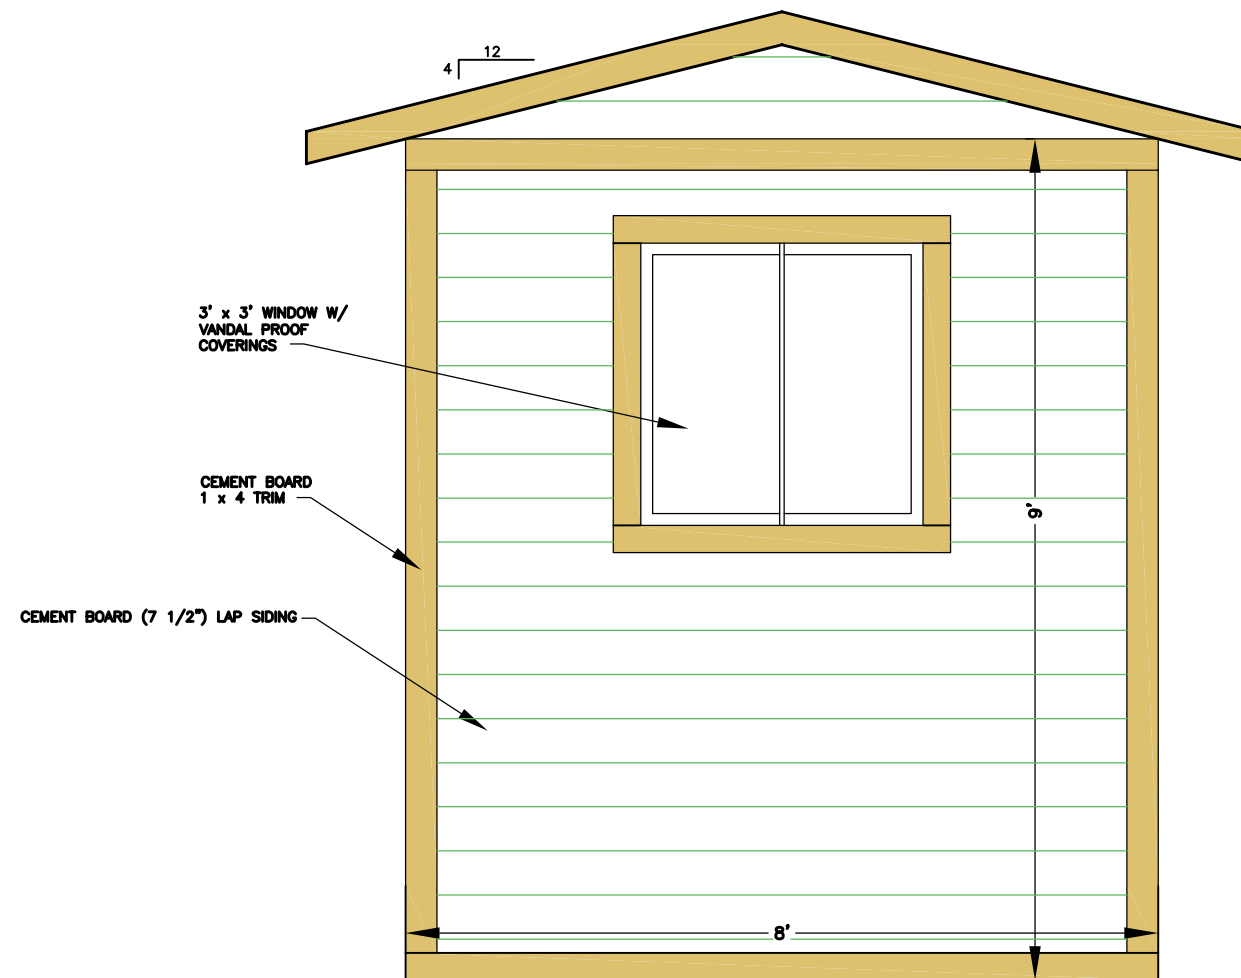 12
4
3' x 3' WINDOW W/
VANDAL PROOF
COVERINGS
CEMENT BOARD
1 x 4 TRIM
9'
CEMENT BOARD (7 1/2") LAP SIDING
8'